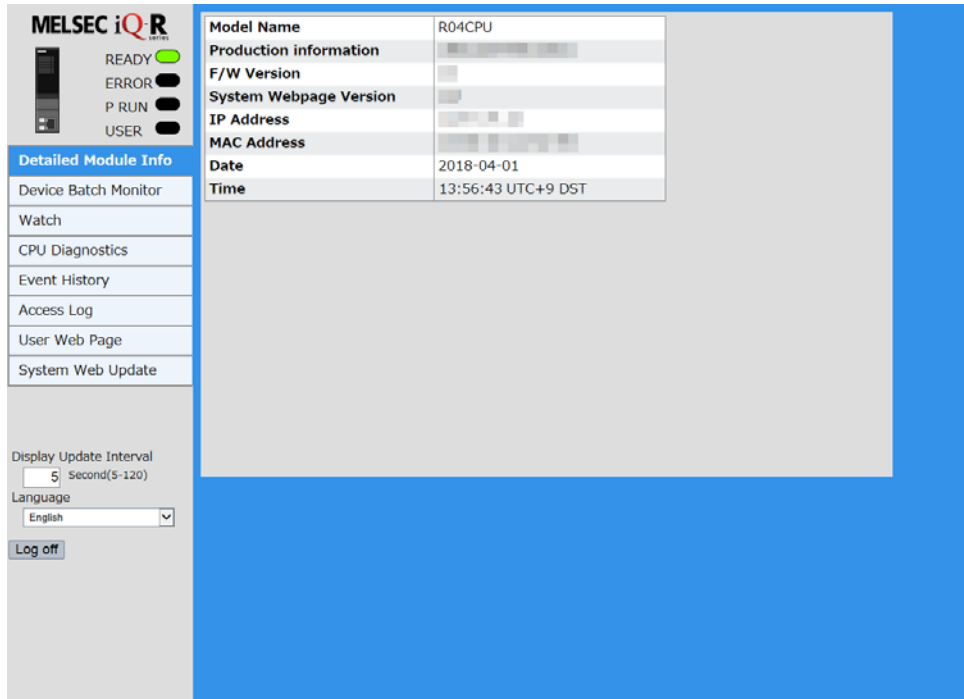 MELSEC iQ-R
series
READY
ERROR
P RUN
USER
Detailed Module Info
Device Batch Monitor
Watch
CPU Diagnostics
Event History
Access Log
User Web Page
System Web Update
Display Update Interval
5 Second(5-120)
Language
English
Log off
Model Name R04CPU
Production information
F/W Version
System Webpage Version
IP Address
MAC Address
Date 2018-04-01
Time 13:56:43 UTC+9 DST